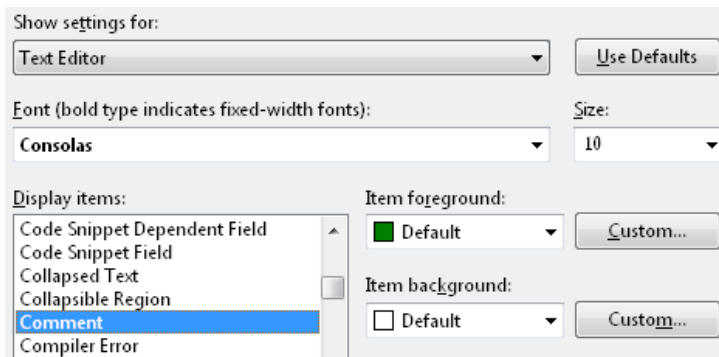 Show settings for:
Text Editor
Use Defaults
Font (bold type indicates fixed-width fonts):
Size:
Consolas
10
Display items:
Item foreground:
Code Snippet Dependent Field
Code Snippet Field
Collapsed Text
Collapsible Region
Comment
Compiler Error
Default
Custom...
Item background:
Default
Custom...